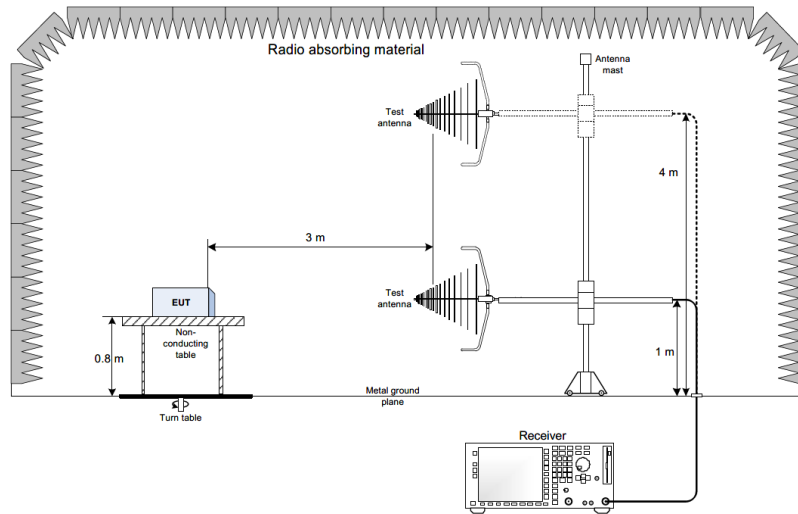 Radio absorbing material
Antenna
mast
Test
antenna
4 m
3 m
EUT
Test
antenna
Non-
conducting
table
0.8 m
1 m
Metal ground
plane
Turn table
Receiver